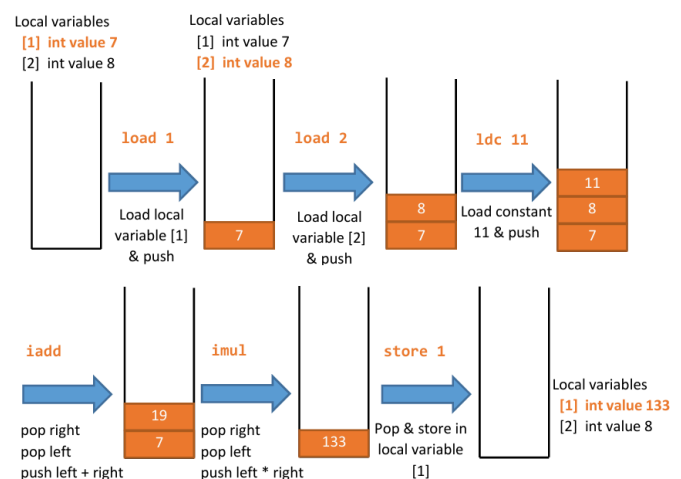 Local variables
[1] int value 7
[2] int value 8
Local variables
[1] int value 7
[2] int value 8
load 1
Load local
variable [1]
& push
7
load 2
Load local
variable [2]
& push
8
7
ldc 11
Load constant
11 & push
11
8
7
iadd
pop right
pop left
push left + right
19
7
imul
pop right
pop left
push left * right
133
store 1
Pop & store in
local variable
[1]
Local variables
[1] int value 133
[2] int value 8